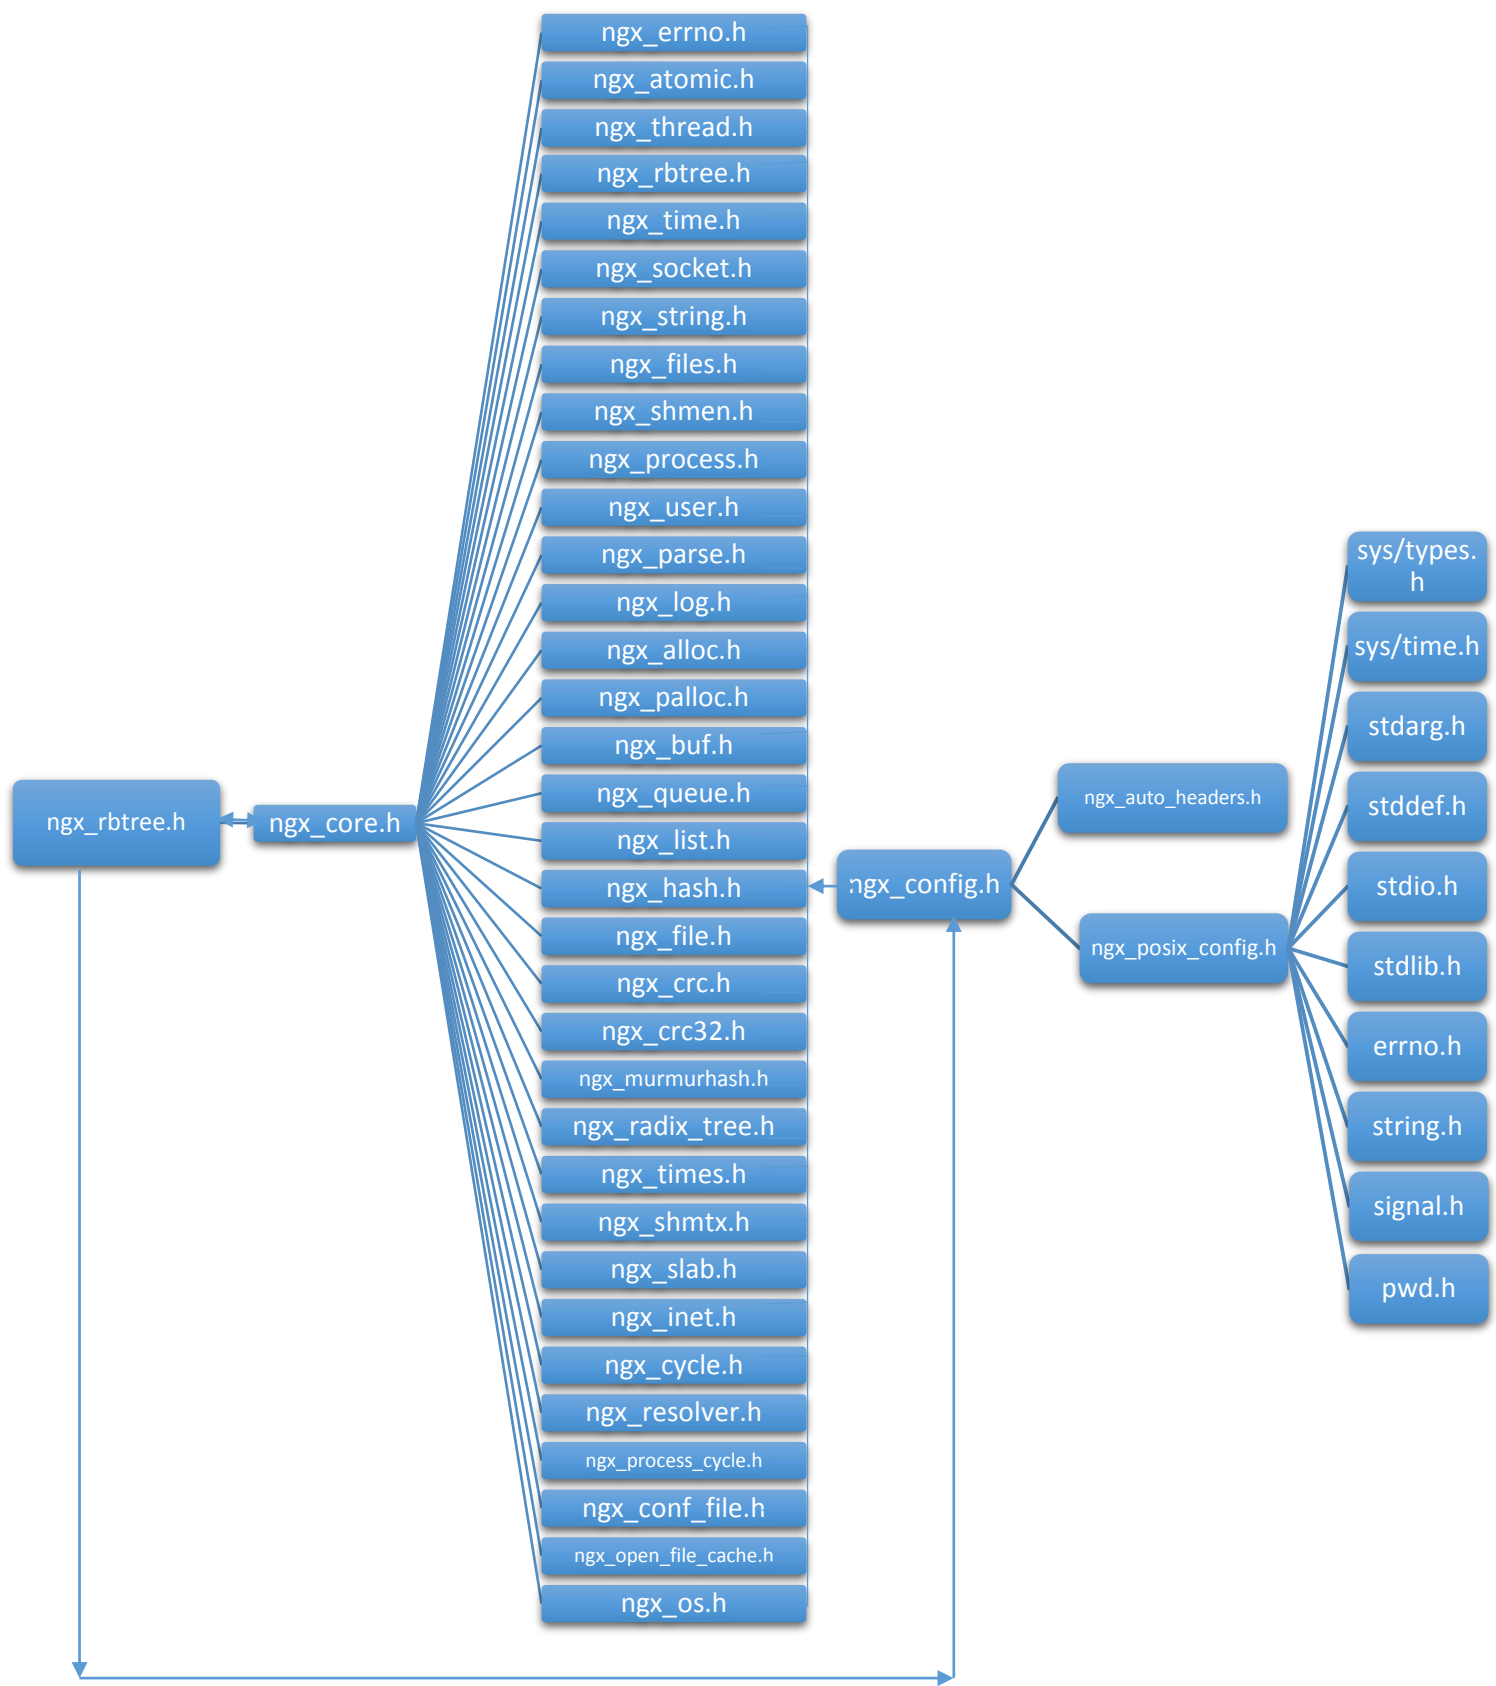 ngx_rbtree.h
ngx_core.h
ngx_errno.h
ngx_atomic.h
ngx_thread.h
ngx_rbtree.h
ngx_time.h
ngx_socket.h
ngx_string.h
ngx_files.h
ngx_shmen.h
ngx_process.h
ngx_user.h
ngx_parse.h
ngx_log.h
ngx_alloc.h
ngx_palloc.h
ngx_buf.h
ngx_queue.h
ngx_list.h
ngx_hash.h
ngx_file.h
ngx_crc.h
ngx_crc32.h
ngx_murmurhash.h
ngx_radix_tree.h
ngx_times.h
ngx_shmtx.h
ngx_slab.h
ngx_inet.h
ngx_cycle.h
ngx_resolver.h
ngx_process_cycle.h
ngx_conf_file.h
ngx_open_file_cache.h
ngx_os.h
ngx_config.h
ngx_auto_headers.h
ngx_posix_config.h
sys/types.
h
sys/time.h
stdarg.h
stddef.h
stdio.h
stdlib.h
errno.h
string.h
signal.h
pwd.h